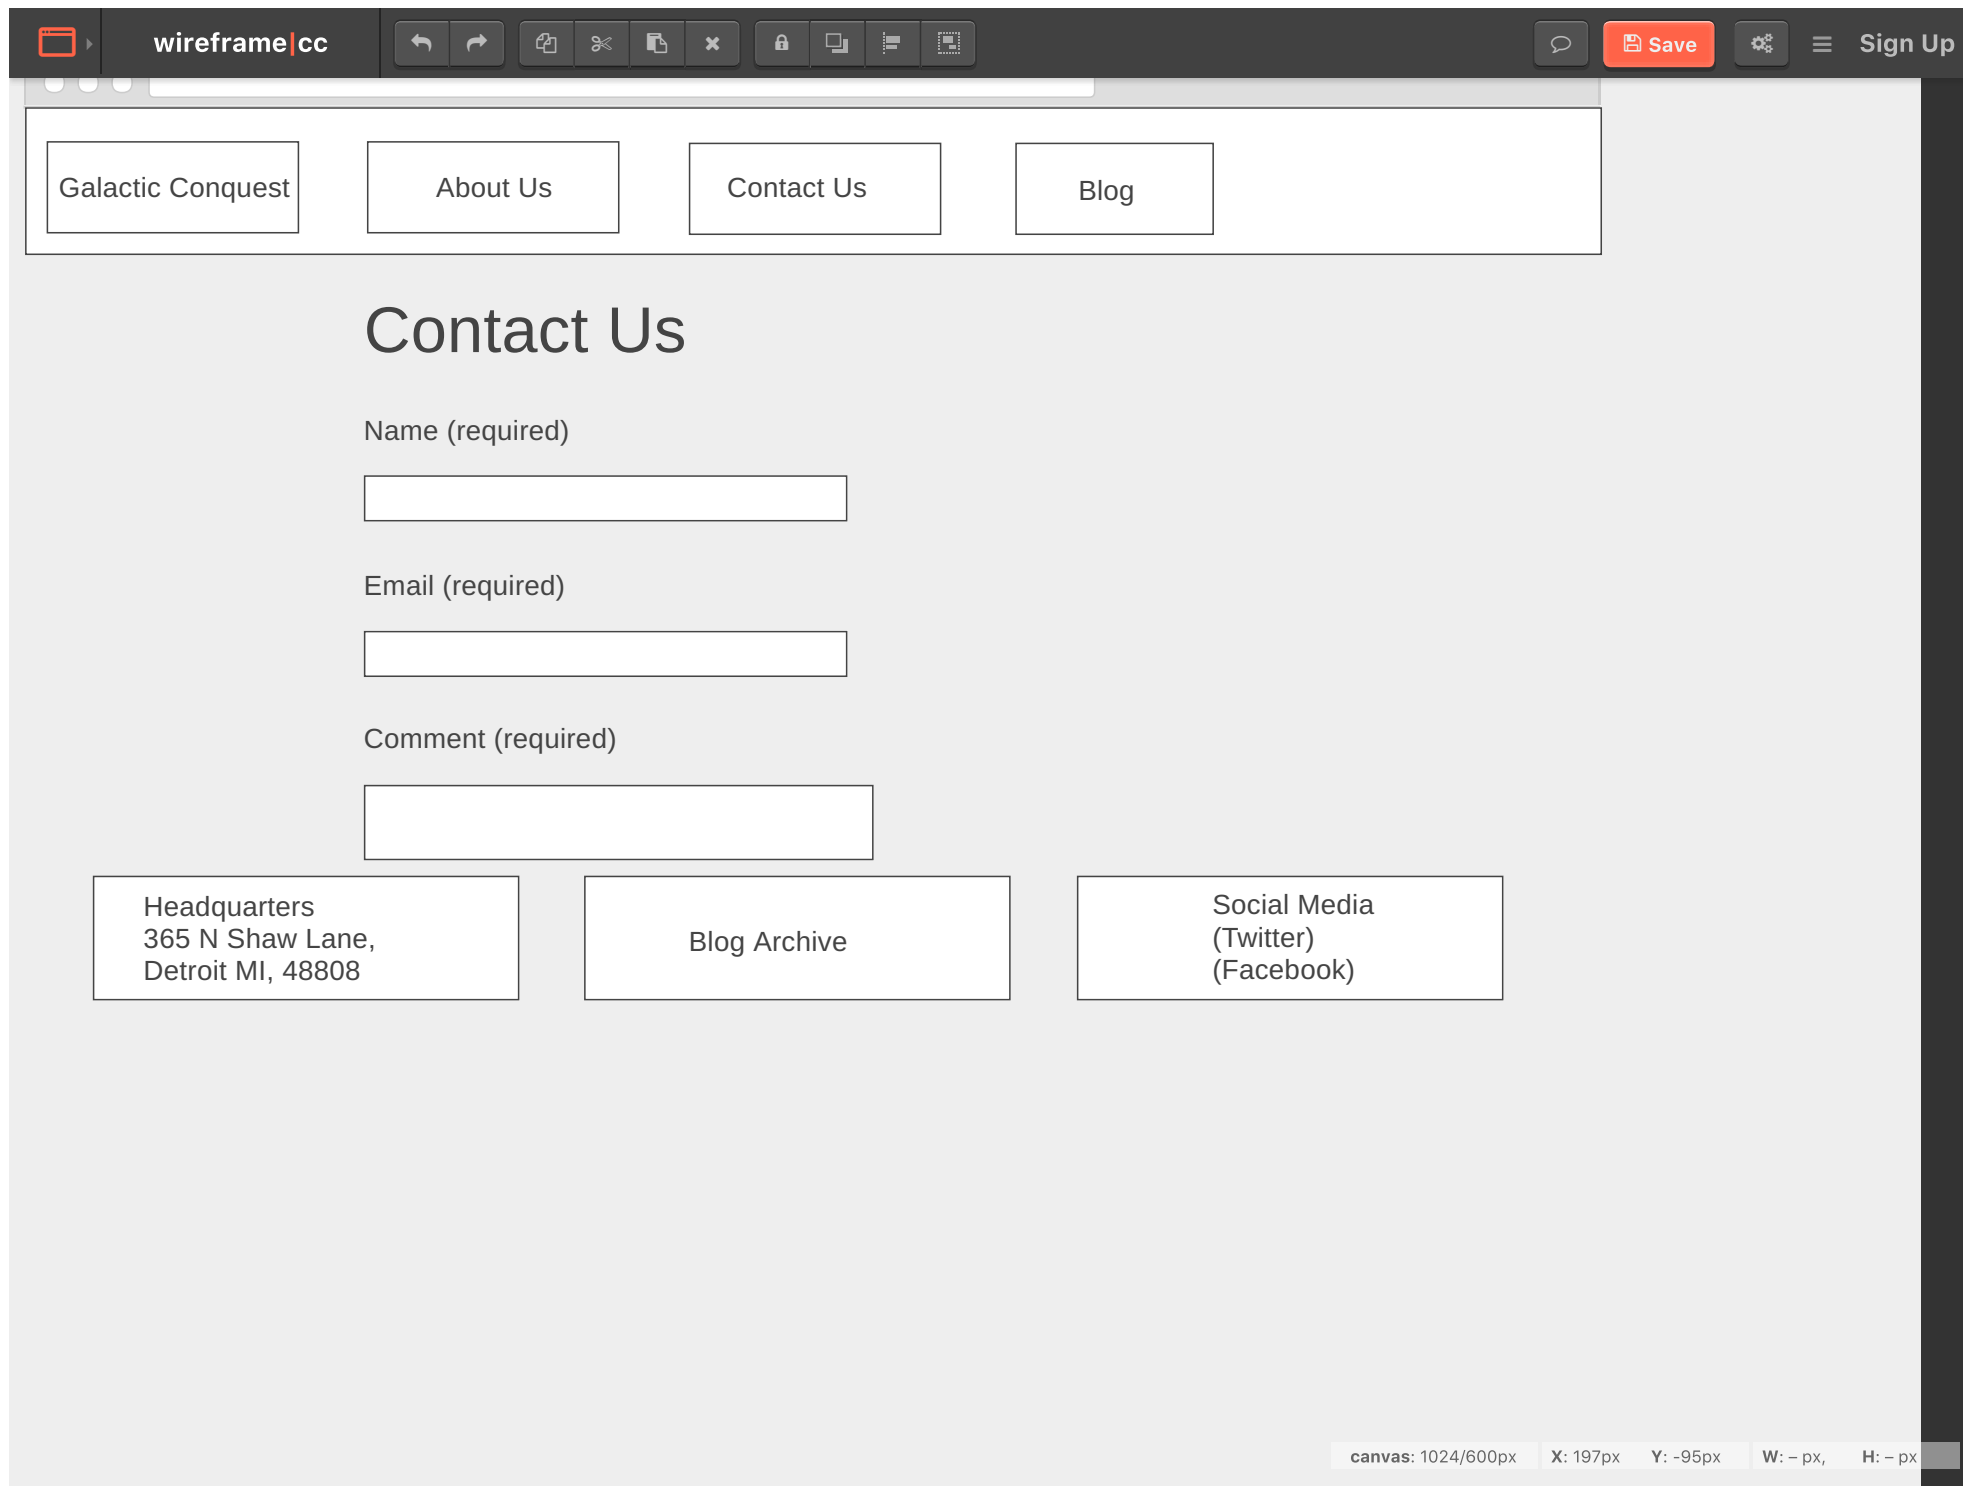 wireframe|cc
Save
Sign Up
Galactic Conquest
About Us
Contact Us
Blog
Contact Us
Name (required)
Email (required)
Comment (required)
Headquarters
365 N Shaw Lane,
Detroit MI, 48808
Blog Archive
Social Media
(Twitter)
(Facebook)
canvas: 1024/600px X: 197px Y: -95px W: – px, H: – px